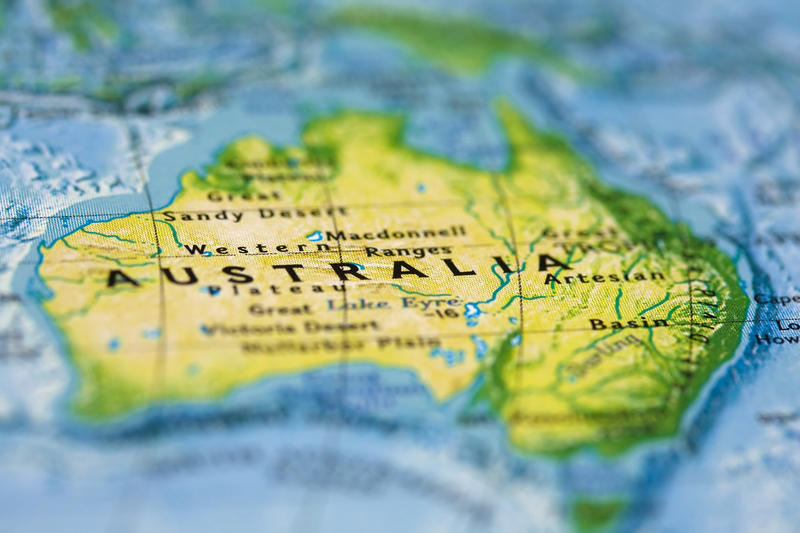 Great
Sandy Desert
Macdonnell
Ranges
Western
Plateau
AUSTRALIA
Great
Artesian
Basin
Lake Eyre
-16
Great
Victoria Desert
Nullarbor Plain
Darling
Cape
Lo
How